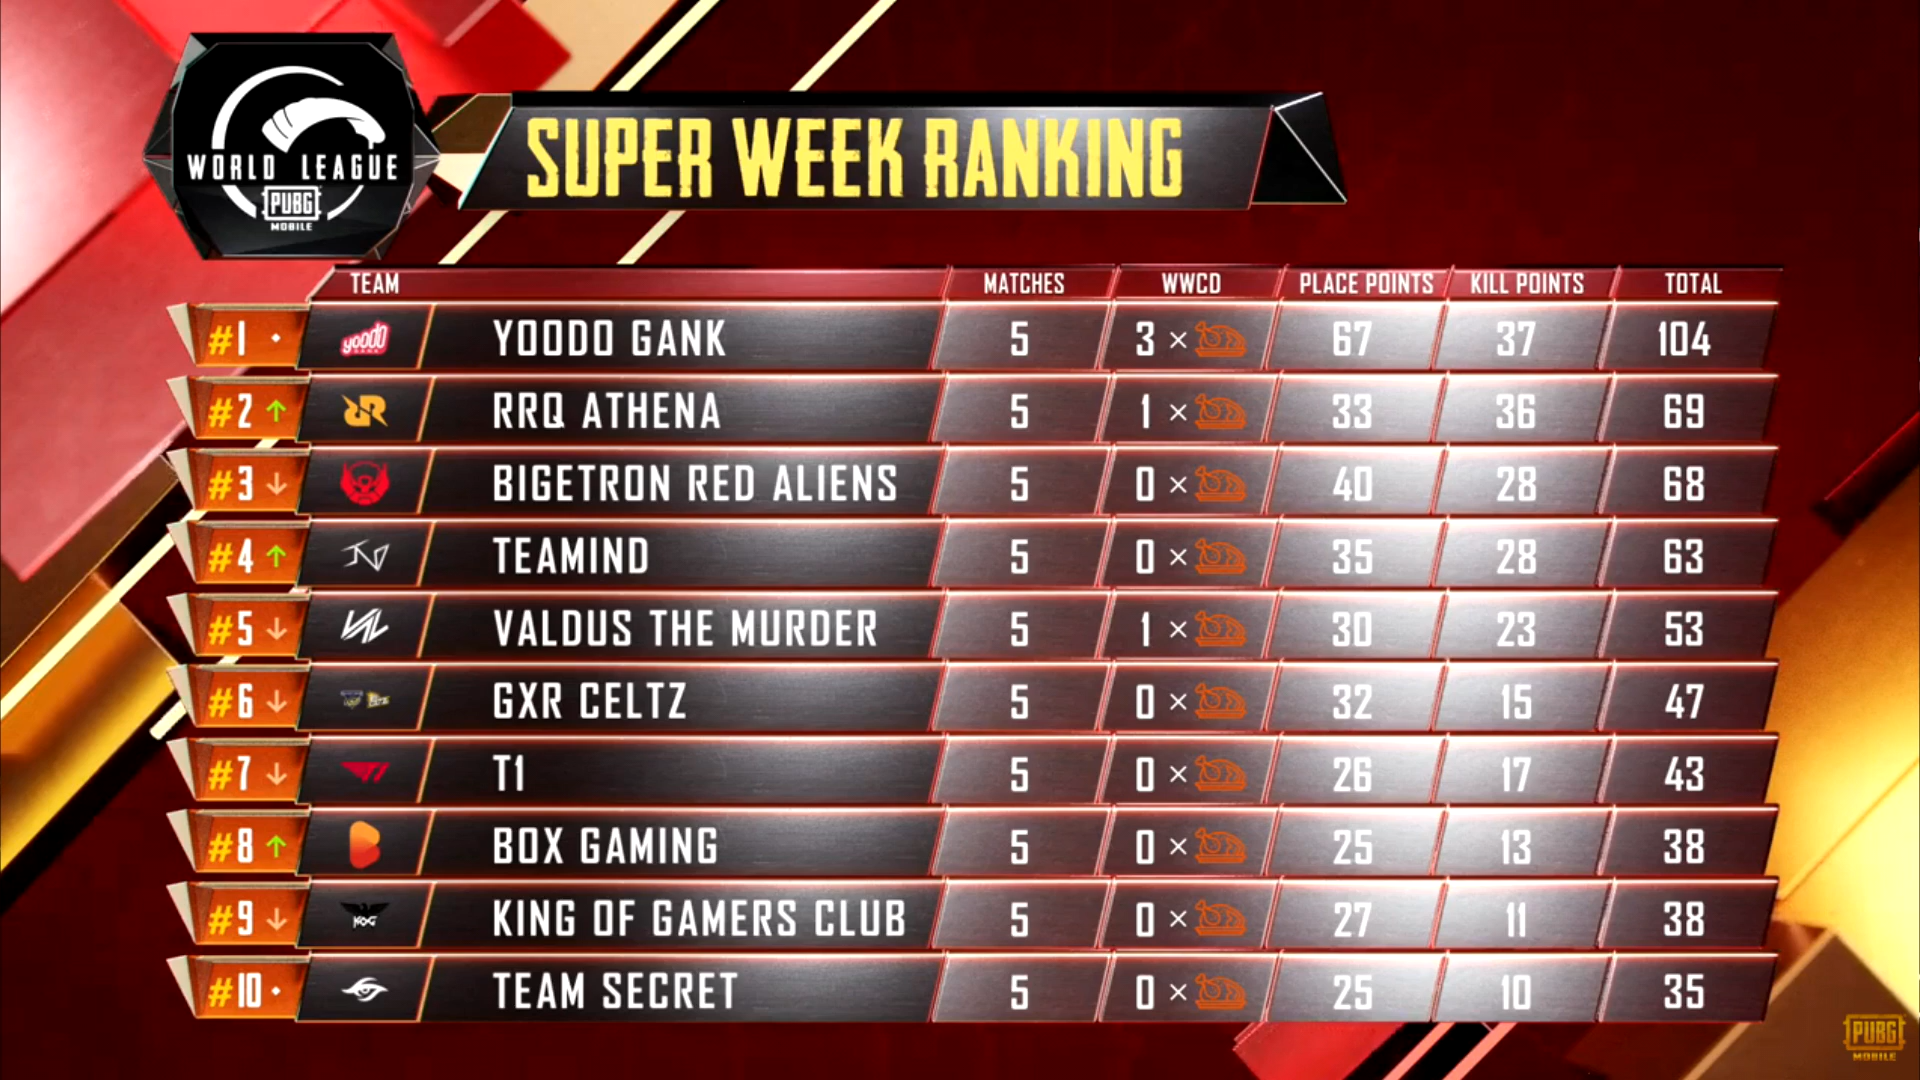 WORLD LEAGUE
PUBG
MOBILE
SUPER WEEK RANKING
TEAM MATCHES WWCD PLACE POINTS KILL POINTS TOTAL
#1 yoodo GANK YOODO GANK 5 3 × 67 37 104
#2 RRQ ATHENA 5 1 × 33 36 69
#3 BIGETRON RED ALIENS 5 0 × 40 28 68
#4 TEAMIND 5 0 × 35 28 63
#5 VALDUS THE MURDER 5 1 × 30 23 53
#6 GXR CELTZ 5 0 × 32 15 47
#7 T1 T1 5 0 × 26 17 43
#8 BOX GAMING 5 0 × 25 13 38
#9 KOG KING OF GAMERS CLUB 5 0 × 27 11 38
#10 TEAM SECRET 5 0 × 25 10 35
PUBG
MOBILE